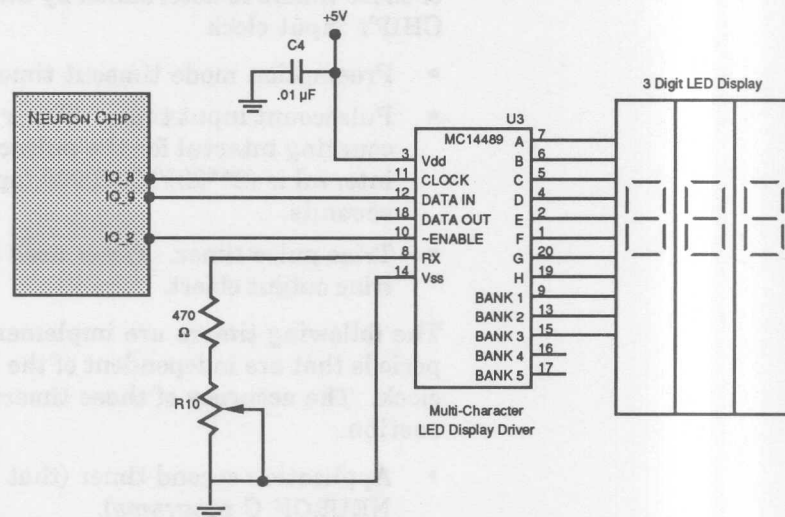 +5V
C4
.01 µF
3 Digit LED Display
NEURON CHIP
U3
MC14489
IO_8
IO_9
IO_2
3 Vdd
11 CLOCK
12 DATA IN
18 DATA OUT
10 ~ENABLE
8 RX
14 Vss
A 7
B 6
C 5
D 4
E 2
F 1
G 20
H 19
BANK 1 9
BANK 2 13
BANK 3 15
BANK 4 16
BANK 5 17
470
Ω
R10
Multi-Character
LED Display Driver